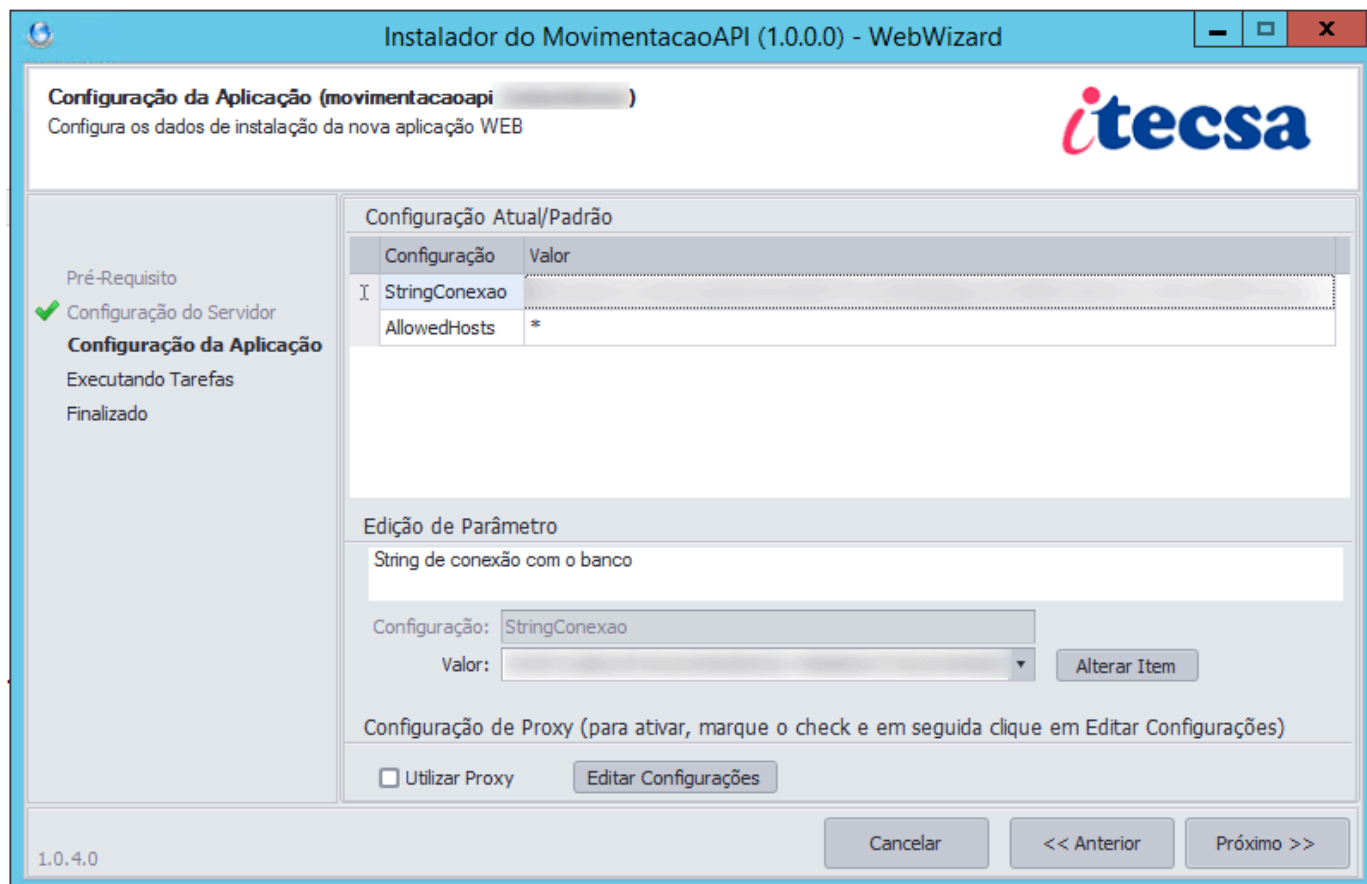 Instalador do MovimentacaoAPI (1.0.0.0) - WebWizard
x
Configuração da Aplicação (movimentacaoapi )
Configura os dados de instalação da nova aplicação WEB
itecsa
Pré-Requisito
Configuração do Servidor
Configuração da Aplicação
Executando Tarefas
Finalizado
Configuração Atual/Padrão
Configuração Valor
StringConexao
AllowedHosts *
Edição de Parâmetro
String de conexão com o banco
Configuração: StringConexao
Valor:
Alterar Item
Configuração de Proxy (para ativar, marque o check e em seguida clique em Editar Configurações)
Utilizar Proxy Editar Configurações
1.0.4.0
Cancelar << Anterior Próximo >>